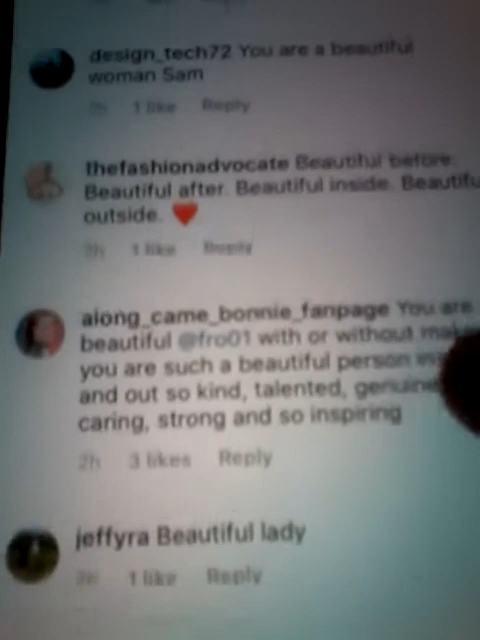 design_tech72 You are a beautiful
woman Sam
1 like Reply
thefashionadvocate Beautiful before.
Beautiful after. Beautiful inside.
outside. ❤️
1 like Reply
along_came_bonnie_fanpage You are
beautiful @fro01 with or without
you are such a beautiful person
and out so kind, talented, genuine
caring, strong and so inspiring
2h 3 likes Reply
jeffyra Beautiful lady
1 like Reply